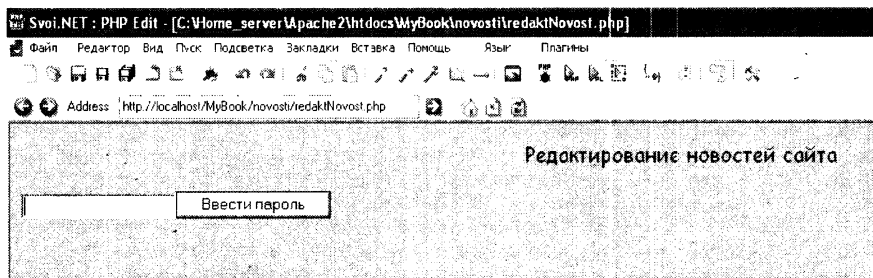 Svoi.NET : PHP Edit - [C:\Home_server\Apache2\htdocs\MyBook\novosti\redaktNovost.php]
Файл Редактор Вид Пуск Подсветка Закладки Вставка Помощь Язык Плагины
Address http://localhost/MyBook/novosti/redaktNovost.php
Редактирование новостей сайта
Ввести пароль